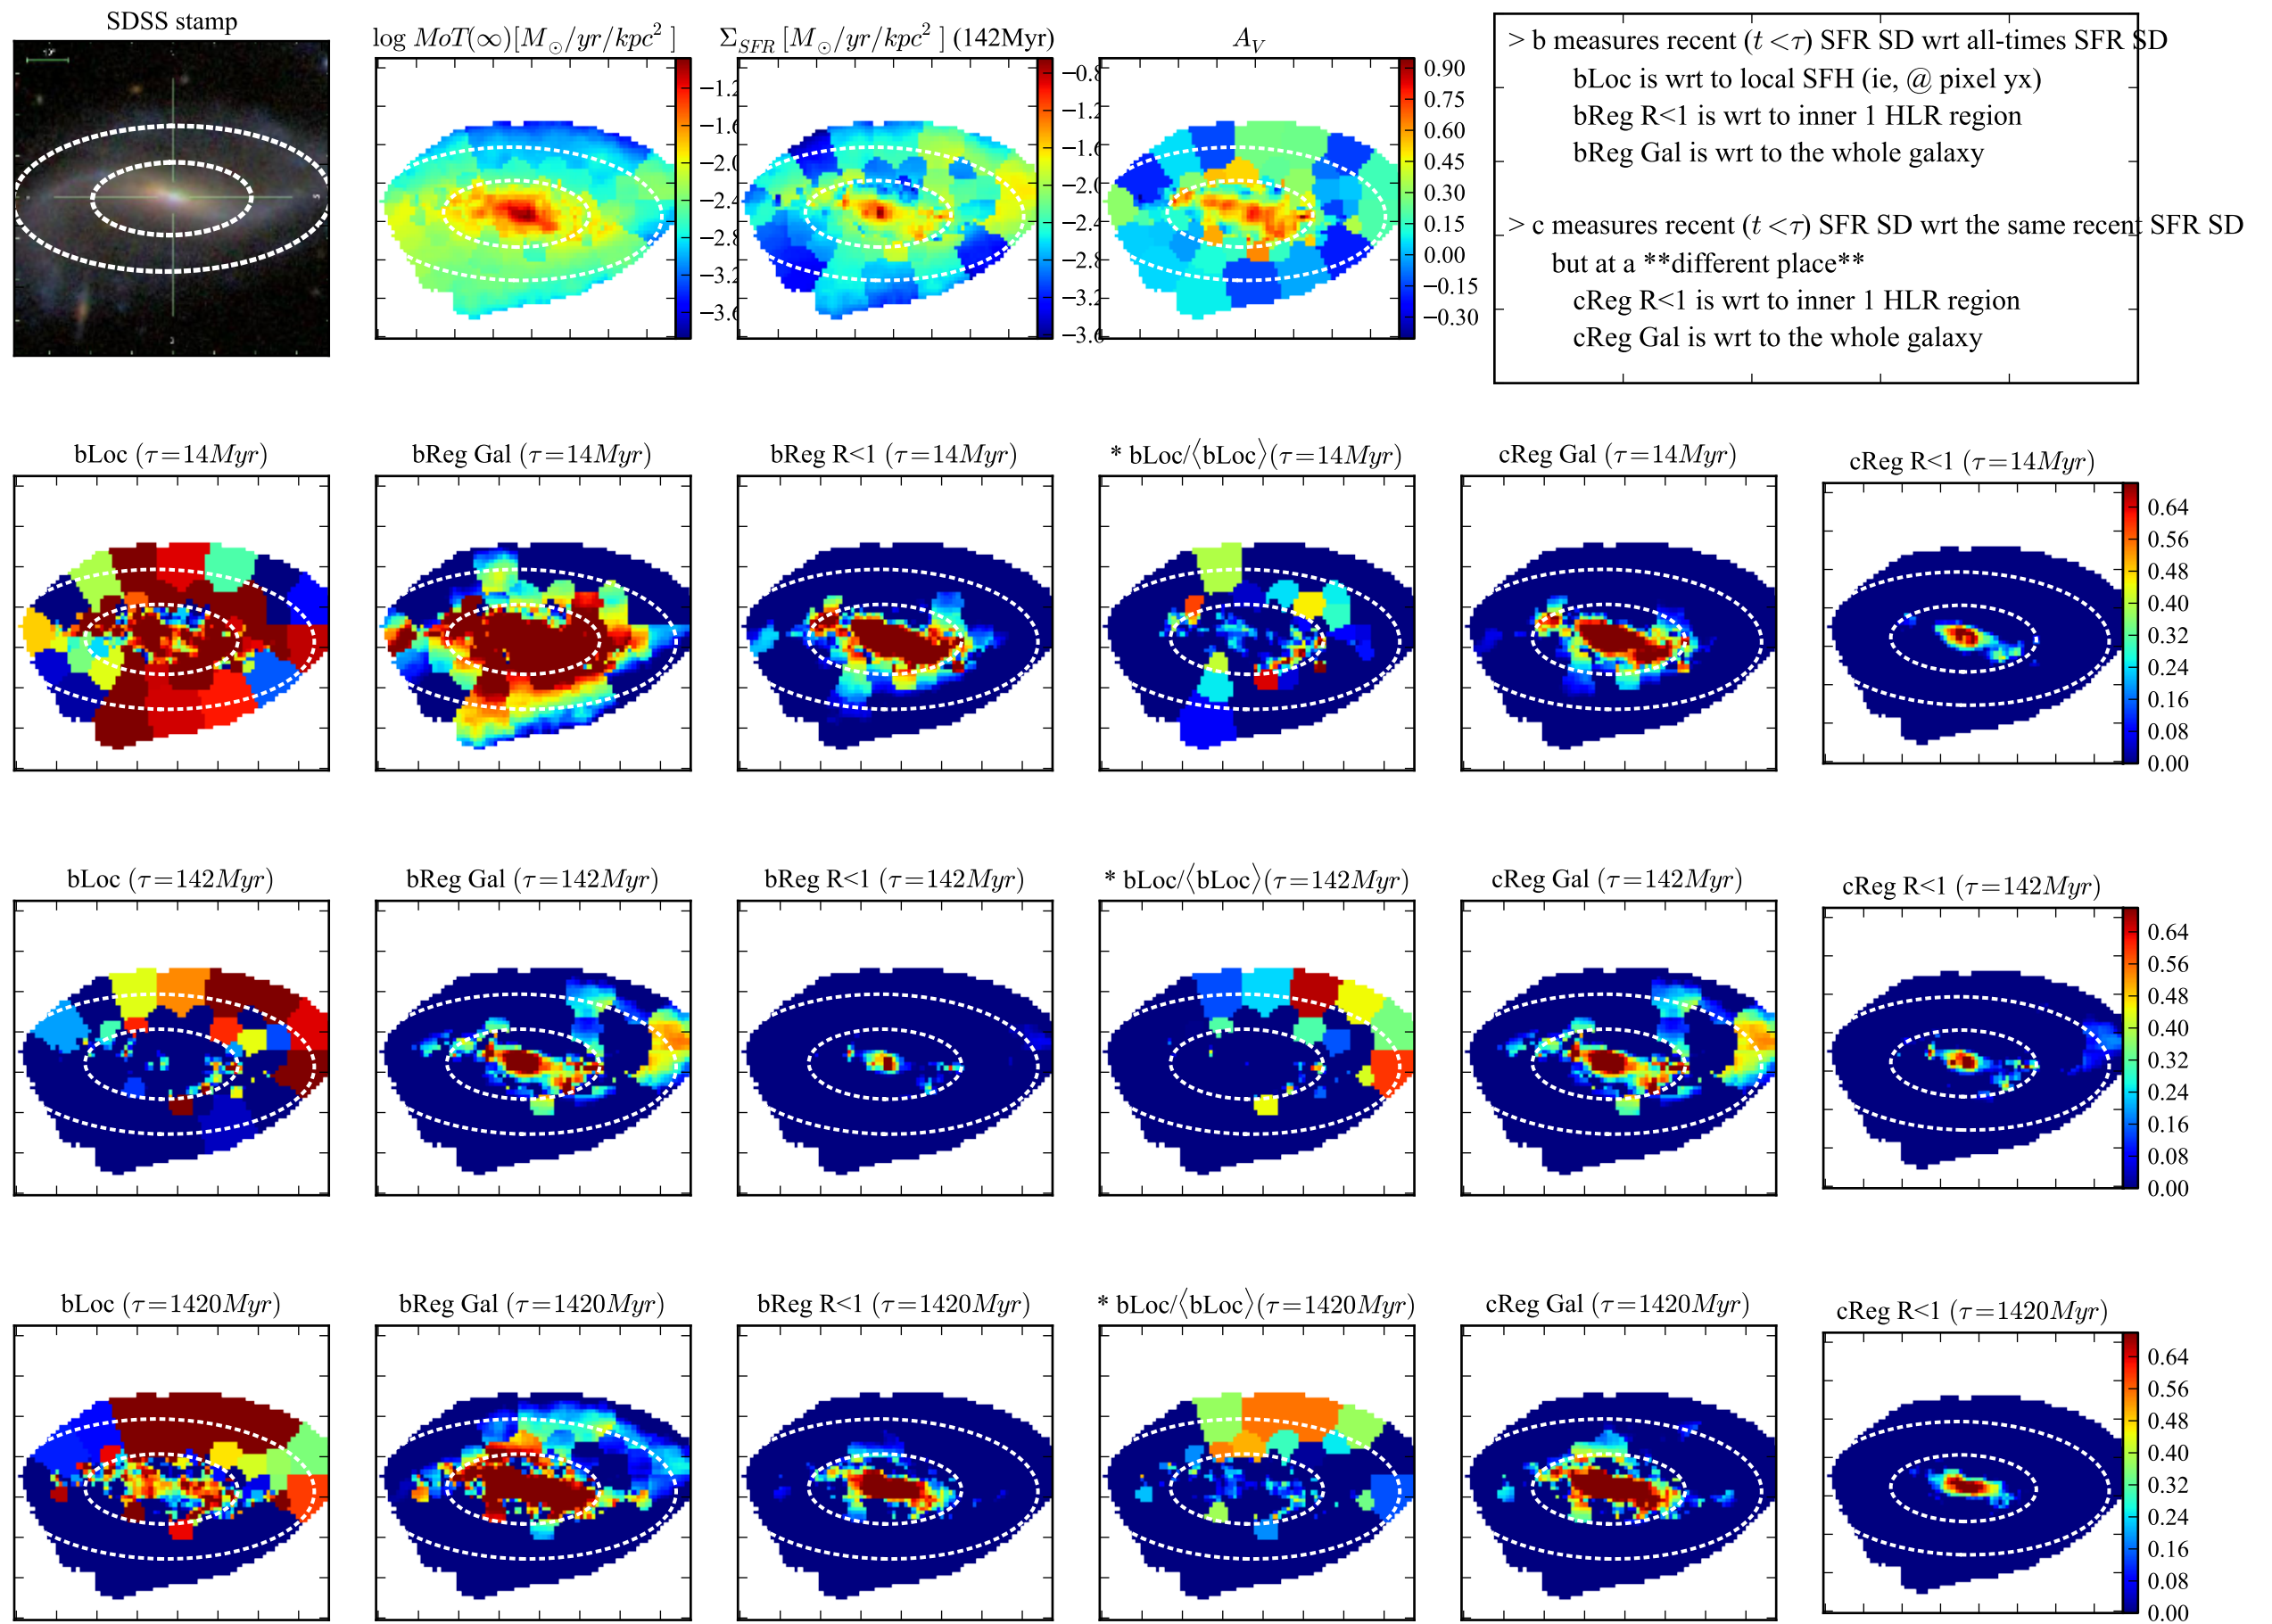 SDSS stamp
log MoT(∞)[M⊙/yr/kpc² ]
Σ_SFR [M⊙/yr/kpc² ] (142Myr)
A_V
> b measures recent (t <τ) SFR SD wrt all-times SFR SD
bLoc is wrt to local SFH (ie, @ pixel yx)
bReg R<1 is wrt to inner 1 HLR region
bReg Gal is wrt to the whole galaxy
> c measures recent (t <τ) SFR SD wrt the same recent SFR SD
but at a **different place**
cReg R<1 is wrt to inner 1 HLR region
cReg Gal is wrt to the whole galaxy
−1.2
−1.6
−2.0
−2.4
−2.8
−3.2
−3.6
−0.8
−1.2
−1.6
−2.0
−2.4
−2.8
−3.2
−3.6
0.90
0.75
0.60
0.45
0.30
0.15
0.00
−0.15
−0.30
bLoc (τ=14Myr)
bReg Gal (τ=14Myr)
bReg R<1 (τ=14Myr)
* bLoc/⟨bLoc⟩(τ=14Myr)
cReg Gal (τ=14Myr)
cReg R<1 (τ=14Myr)
0.64
0.56
0.48
0.40
0.32
0.24
0.16
0.08
0.00
bLoc (τ=142Myr)
bReg Gal (τ=142Myr)
bReg R<1 (τ=142Myr)
* bLoc/⟨bLoc⟩(τ=142Myr)
cReg Gal (τ=142Myr)
cReg R<1 (τ=142Myr)
0.64
0.56
0.48
0.40
0.32
0.24
0.16
0.08
0.00
bLoc (τ=1420Myr)
bReg Gal (τ=1420Myr)
bReg R<1 (τ=1420Myr)
* bLoc/⟨bLoc⟩(τ=1420Myr)
cReg Gal (τ=1420Myr)
cReg R<1 (τ=1420Myr)
0.64
0.56
0.48
0.40
0.32
0.24
0.16
0.08
0.00